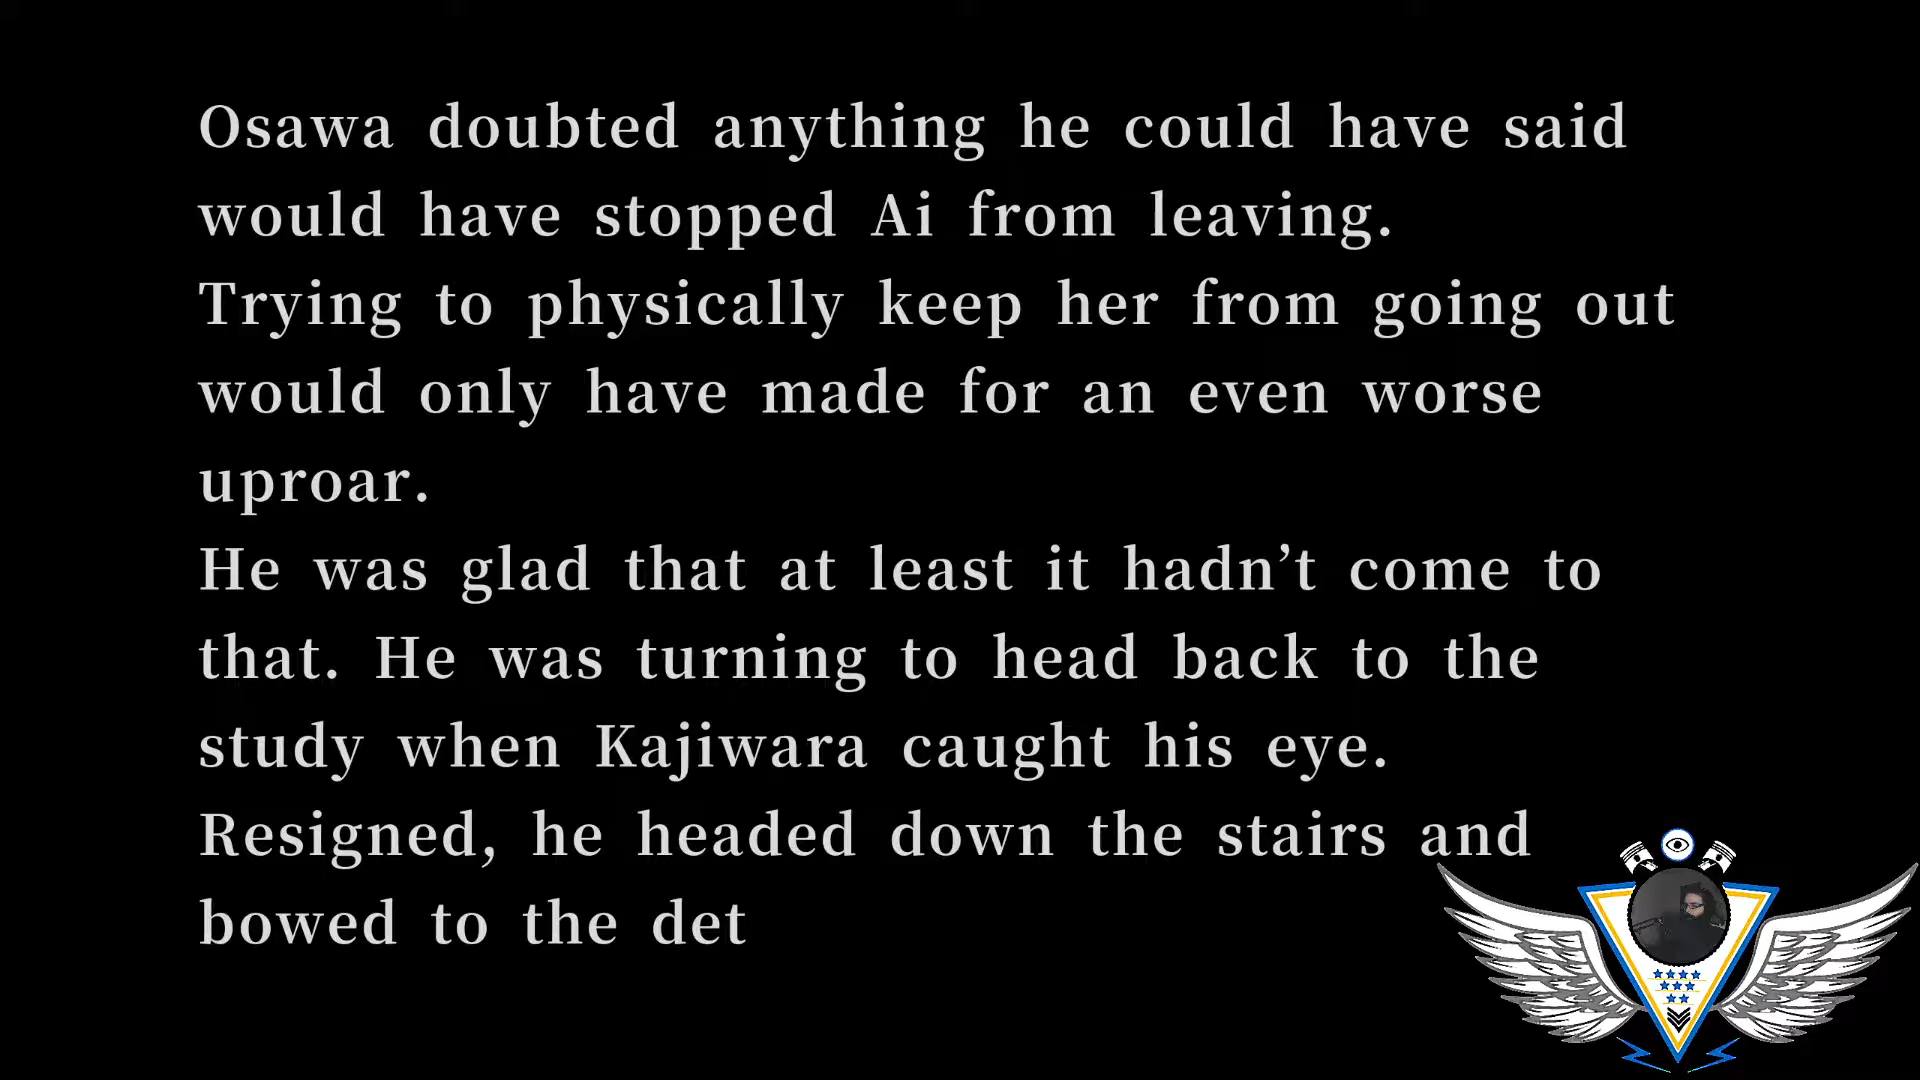 Osawa doubted anything he could have said
would have stopped Ai from leaving.
Trying to physically keep her from going out
would only have made for an even worse
uproar.
He was glad that at least it hadn’t come to
that. He was turning to head back to the
study when Kajiwara caught his eye.
Resigned, he headed down the stairs and
bowed to the det